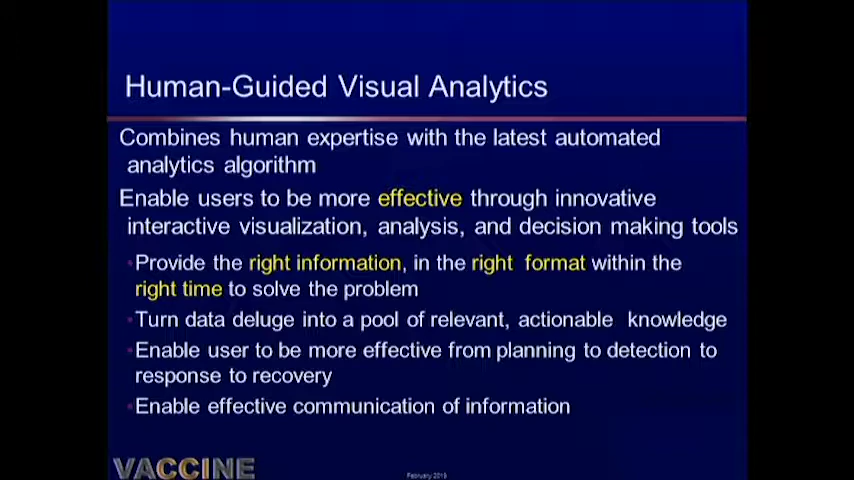 Human-Guided Visual Analytics
Combines human expertise with the latest automated
analytics algorithm
Enable users to be more effective through innovative
interactive visualization, analysis, and decision making tools
Provide the right information, in the right format within the
right time to solve the problem
Turn data deluge into a pool of relevant, actionable knowledge
Enable user to be more effective from planning to detection to
response to recovery
Enable effective communication of information
VACCINE